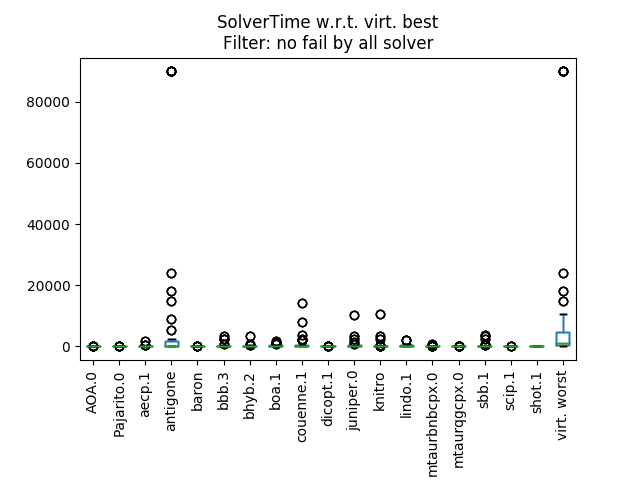 SolverTime w.r.t. virt. best
Filter: no fail by all solver
80000
60000
40000
20000
0
AOA.0
Pajarito.0
aecp.1
antigone
baron
bbb.3
bhyb.2
boa.1
couenne.1
dicopt.1
juniper.0
knitro
lindo.1
mtaurbnbcpx.0
mtaurqgcpx.0
sbb.1
scip.1
shot.1
virt. worst